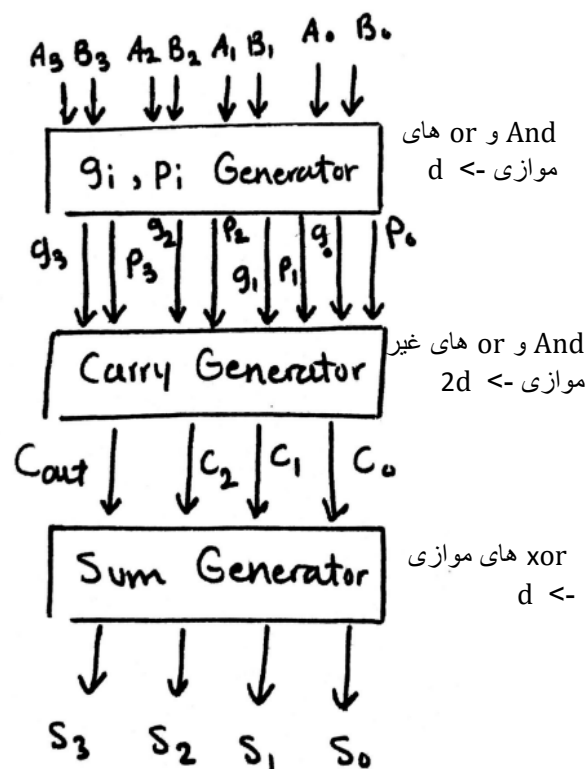 A₃ B₃ A₂ B₂ A₁ B₁ A₀ B₀
gᵢ , pᵢ Generator
And و or های
موازی -> d
g₃ p₃ g₂ p₂ g₁ p₁ g₀ p₀
Carry Generator
And و or های غیر
موازی -> 2d
Cout C₂ C₁ C₀
Sum Generator
xor های موازی
-> d
S₃ S₂ S₁ S₀